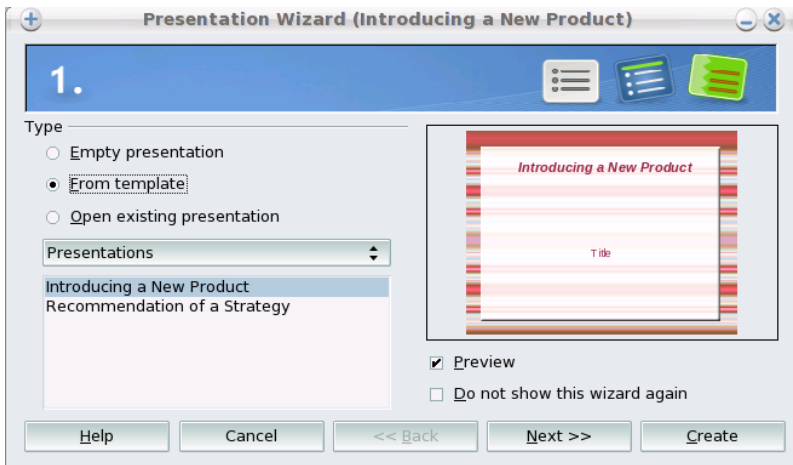 Presentation Wizard (Introducing a New Product)
1.
Type
Empty presentation
From template
Open existing presentation
Presentations
Introducing a New Product
Recommendation of a Strategy
Introducing a New Product
Title
Preview
Do not show this wizard again
Help Cancel << Back Next >> Create